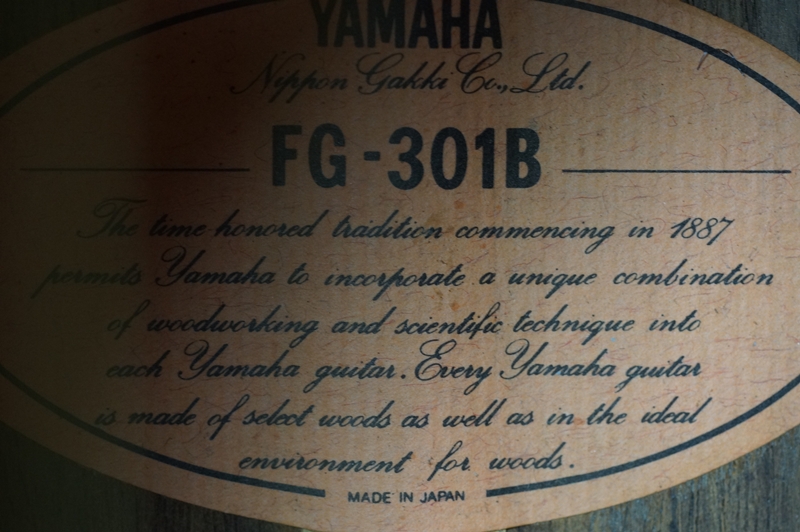 YAMAHA
Nippon Gakki Co., Ltd.
FG-301B
The time-honored tradition commencing in 1887
permits Yamaha to incorporate a unique combination
of woodworking and scientific technique into
each Yamaha guitar. Every Yamaha guitar
is made of select woods as well as in the ideal
environment for woods.
MADE IN JAPAN